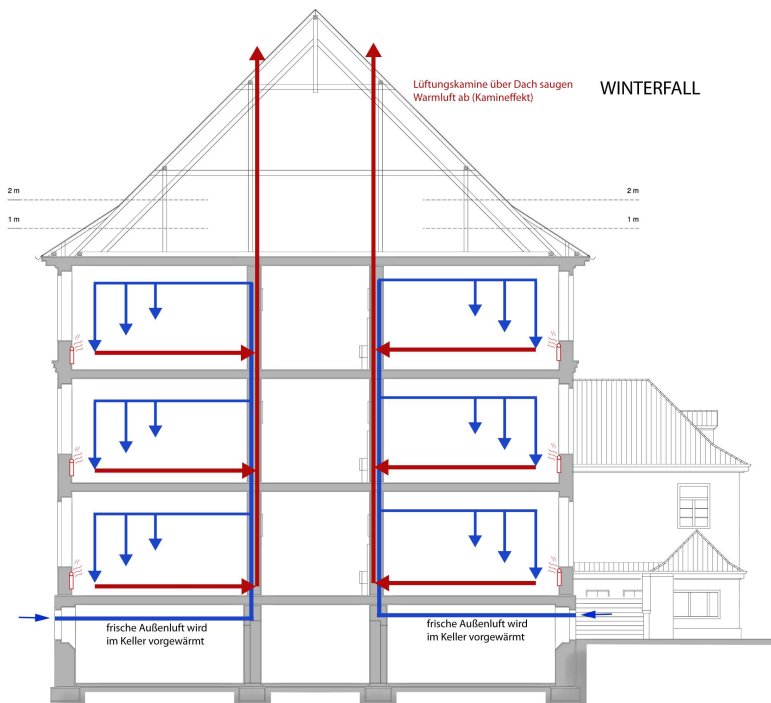 Lüftungskamine über Dach saugen
Warmluft ab (Kamineffekt)
WINTERFALL
2 m
2 m
1 m
1 m
frische Außenluft wird
im Keller vorgewärmt
frische Außenluft wird
im Keller vorgewärmt